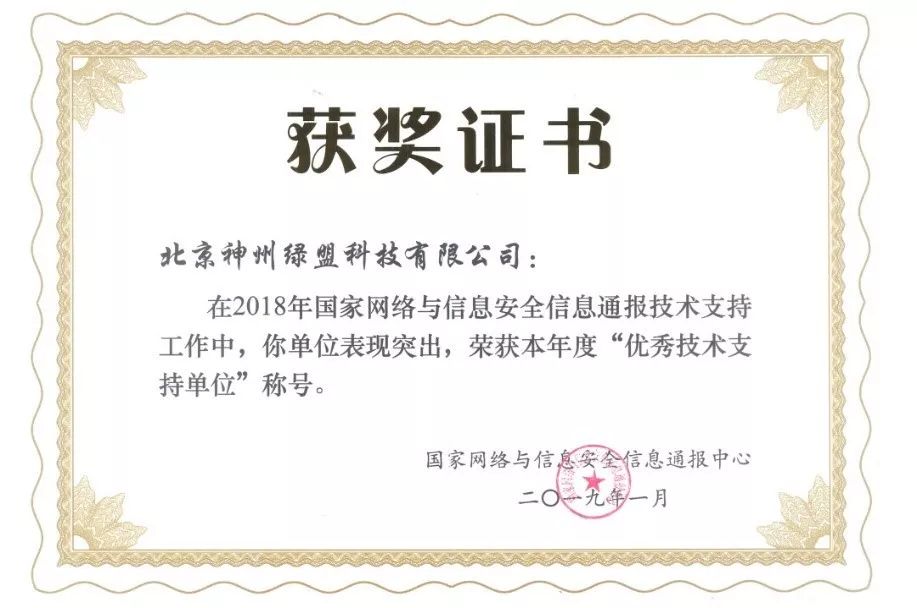 获奖证书
北京神州绿盟科技有限公司：
在2018年国家网络与信息安全信息通报技术支持
工作中，你单位表现突出，荣获本年度“优秀技术支
持单位”称号。
国家网络与信息安全信息通报中心
二〇一九年一月